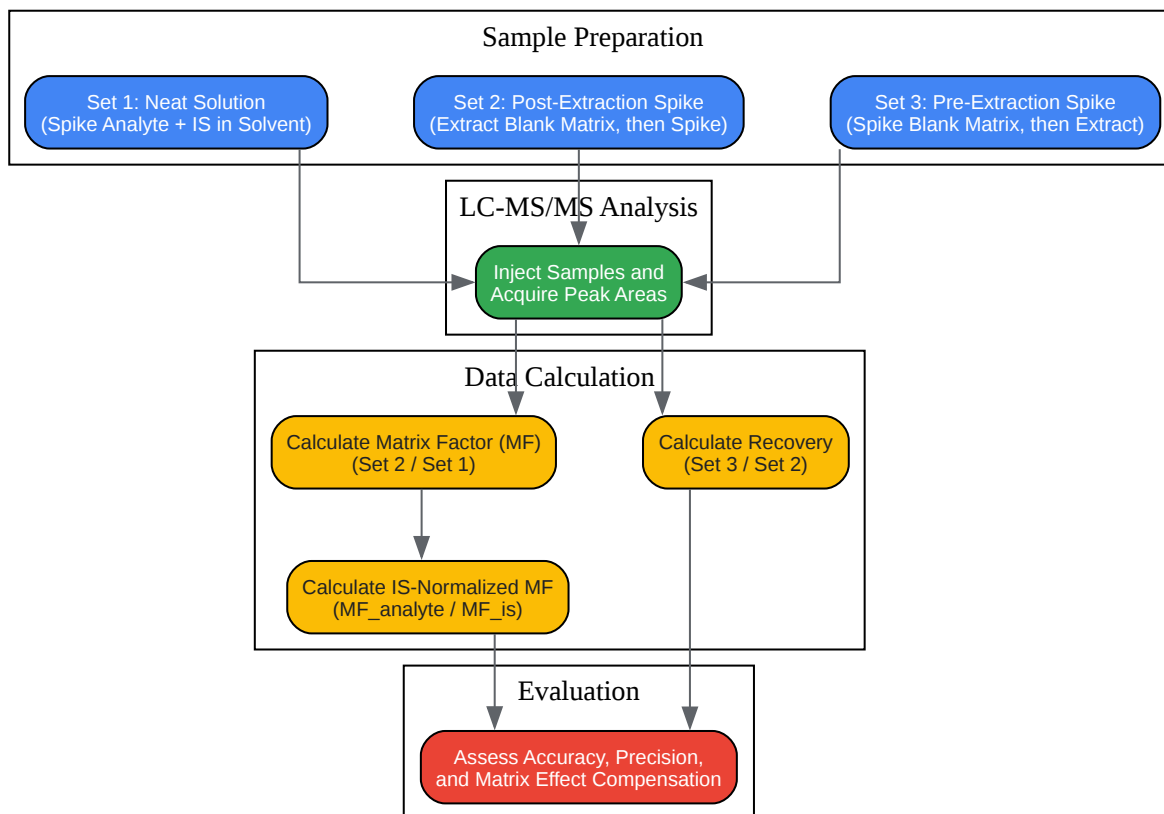 Sample Preparation
Set 1: Neat Solution
(Spike Analyte + IS in Solvent)
Set 2: Post-Extraction Spike
(Extract Blank Matrix, then Spike)
Set 3: Pre-Extraction Spike
(Spike Blank Matrix, then Extract)
LC-MS/MS Analysis
Inject Samples and
Acquire Peak Areas
Data Calculation
Calculate Matrix Factor (MF)
(Set 2 / Set 1)
Calculate Recovery
(Set 3 / Set 2)
Calculate IS-Normalized MF
(MF_analyte / MF_is)
Evaluation
Assess Accuracy, Precision,
and Matrix Effect Compensation